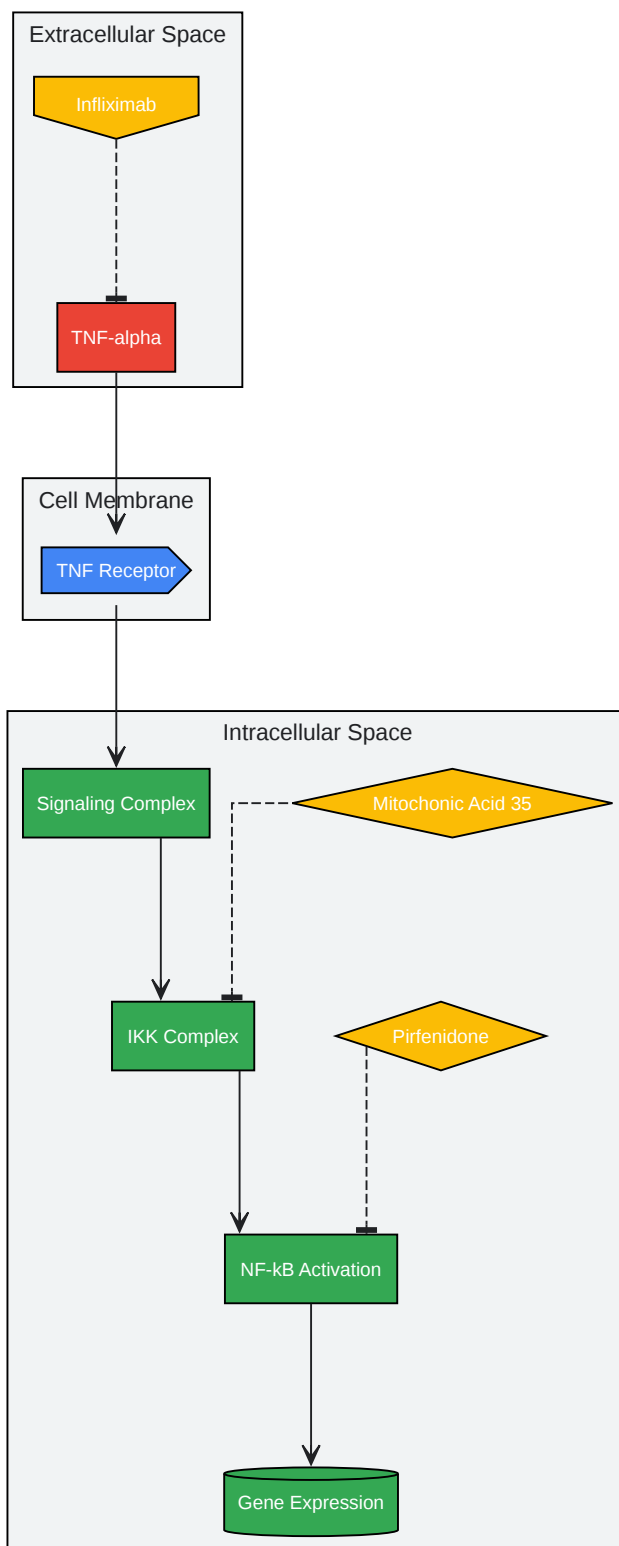 Extracellular Space
Infliximab
TNF-alpha
Cell Membrane
TNF Receptor
Intracellular Space
Signaling Complex
Mitochonic Acid 35
IKK Complex
Pirfenidone
NF-kB Activation
Gene Expression